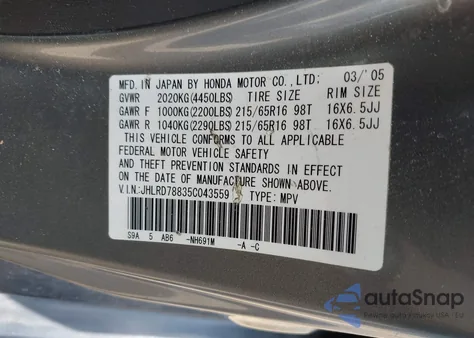 MFD. IN JAPAN BY HONDA MOTOR CO.,LTD: 03/'05
GVWR 2020KG(4450LBS) TIRE SIZE RIM SIZE
GAWR F 1000KG(2200LBS) 215/65R16 98T 16X6.5JJ
GAWR R 1040KG(2290LBS) 215/65R16 98T 16X6.5JJ
THIS VEHICLE CONFORMS TO ALL APPLICABLE
FEDERAL MOTOR VEHICLE SAFETY
AND THEFT PREVENTION STANDARDS IN EFFECT
ON THE DATE OF MANUFACTURE SHOWN ABOVE.
V.I.N:JHLRD78835C043559 TYPE: MPV
S9A 5 AB6 -NH691M -A -C
autoSnap